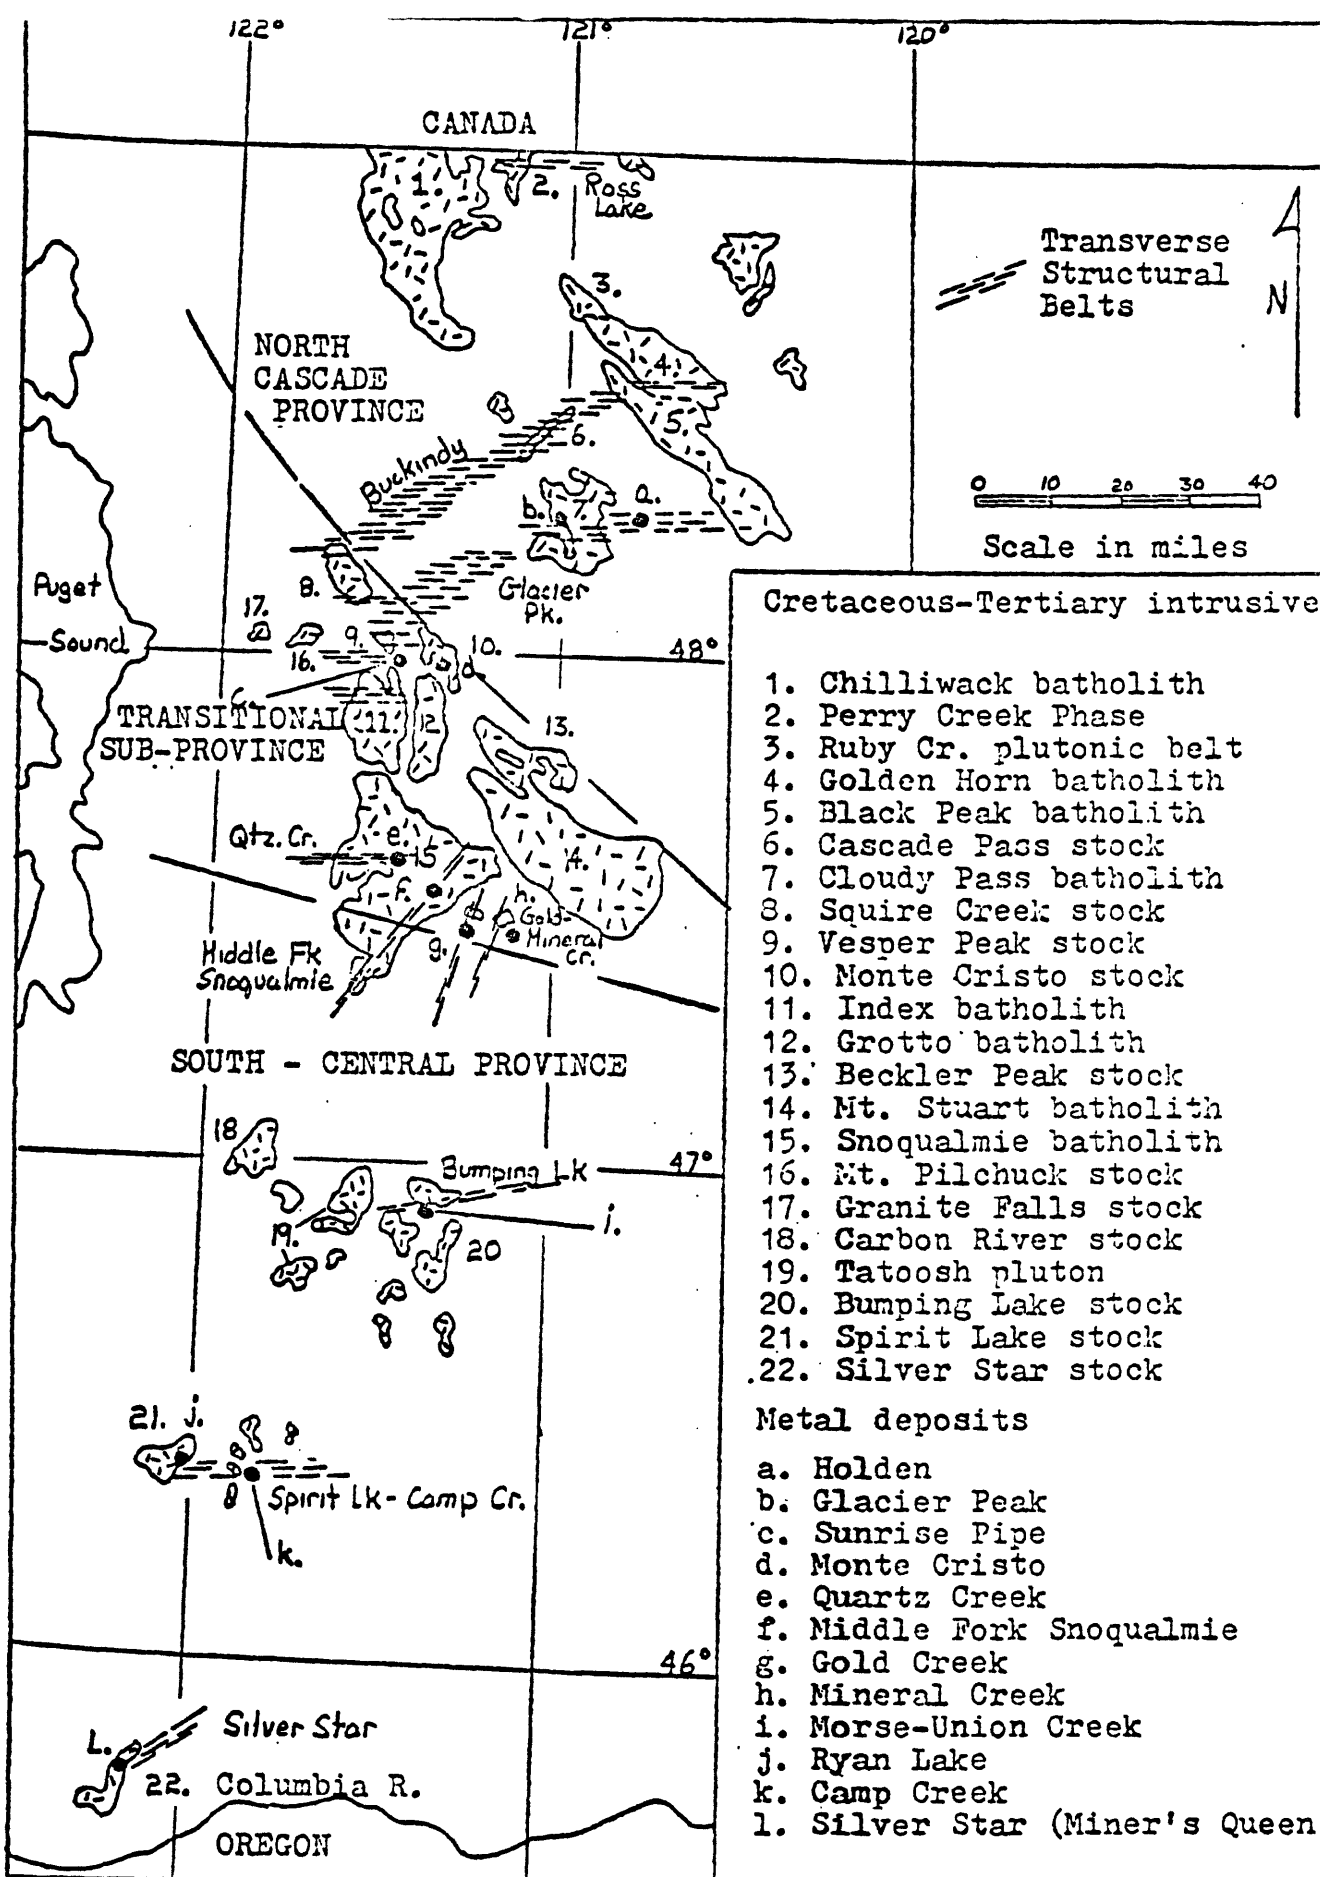 122°
121°
120°
CANADA
1.
2.
Ross
Lake
Transverse
Structural
Belts
N
3.
NORTH
CASCADE
PROVINCE
4.
5.
6.
Buckindy
a.
b.
7
0 10 20 30 40
Scale in miles
Puget
Sound
8.
Glacier
Pk.
17.
16.
9.
10.
d
48°
c
TRANSITIONAL
SUB-PROVINCE
11.
12
13.
Qtz. Cr.
e.
15
14.
f.
h.
Gold-
Mineral
Cr.
g.
Middle Fk
Snoqualmie
SOUTH - CENTRAL PROVINCE
18
47°
Bumping Lk
i.
19.
20
21. j.
Spirit Lk - Camp Cr.
k.
46°
Silver Star
L.
22. Columbia R.
OREGON
Cretaceous-Tertiary intrusive
1. Chilliwack batholith
2. Perry Creek Phase
3. Ruby Cr. plutonic belt
4. Golden Horn batholith
5. Black Peak batholith
6. Cascade Pass stock
7. Cloudy Pass batholith
8. Squire Creek stock
9. Vesper Peak stock
10. Monte Cristo stock
11. Index batholith
12. Grotto batholith
13. Beckler Peak stock
14. Mt. Stuart batholith
15. Snoqualmie batholith
16. Mt. Pilchuck stock
17. Granite Falls stock
18. Carbon River stock
19. Tatoosh pluton
20. Bumping Lake stock
21. Spirit Lake stock
22. Silver Star stock
Metal deposits
a. Holden
b. Glacier Peak
c. Sunrise Pipe
d. Monte Cristo
e. Quartz Creek
f. Middle Fork Snoqualmie
g. Gold Creek
h. Mineral Creek
i. Morse-Union Creek
j. Ryan Lake
k. Camp Creek
l. Silver Star (Miner's Queen